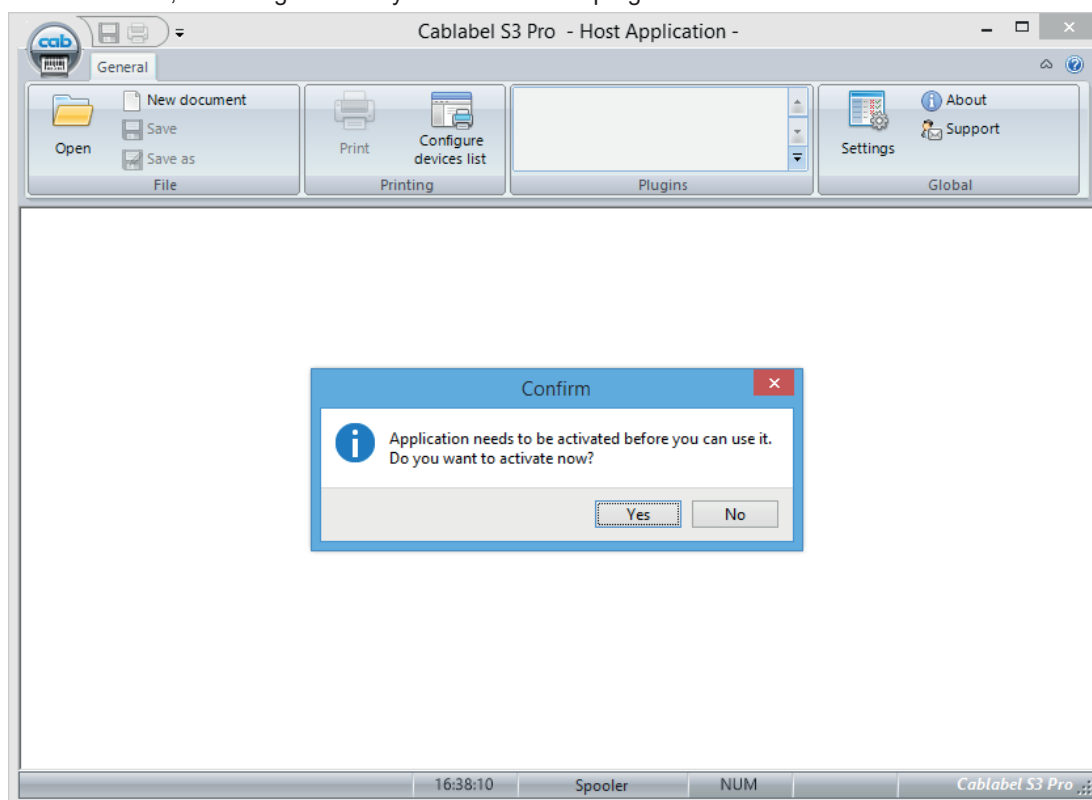 cab
Cablabel S3 Pro - Host Application -
General
Open
New document
Save
Save as
File
Print
Configure
devices list
Printing
Plugins
Settings
About
Support
Global
Confirm
Application needs to be activated before you can use it.
Do you want to activate now?
Yes
No
16:38:10
Spooler
NUM
Cablabel S3 Pro